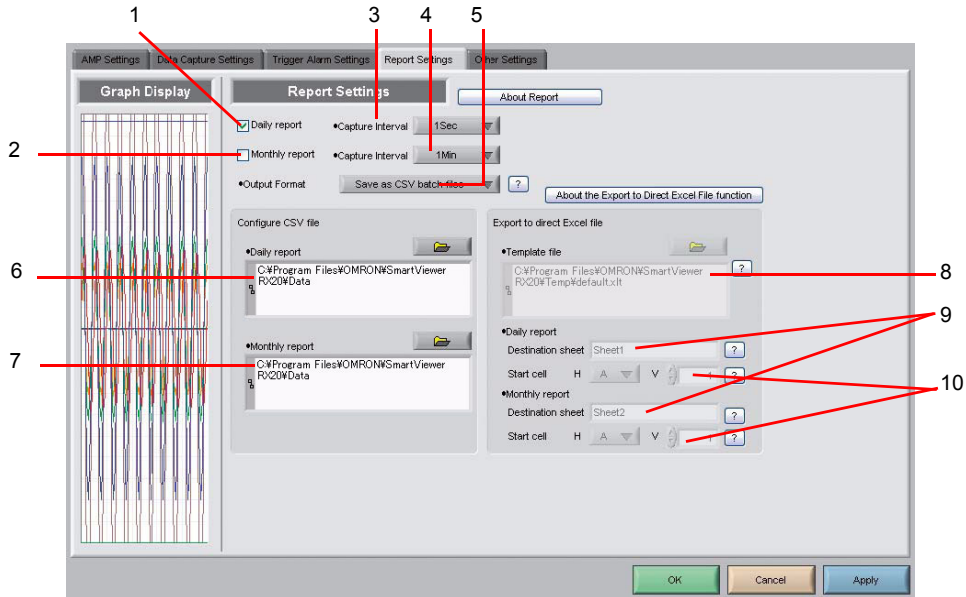 1
3
4
5
AMP Settings
Data Capture Settings
Trigger Alarm Settings
Report Settings
Other Settings
Graph Display
Report Settings
About Report
Daily report
•Capture Interval
1Sec
2
Monthly report
•Capture Interval
1Min
•Output Format
Save as CSV batch files
?
About the Export to Direct Excel File function
Configure CSV file
•Daily report
6
C:¥Program Files¥OMRON¥SmartViewer
RX20¥Data
•Monthly report
7
C:¥Program Files¥OMRON¥SmartViewer
RX20¥Data
Export to direct Excel file
•Template file
C:¥Program Files¥OMRON¥SmartViewer
RX20¥Temp¥default.xlt
?
8
•Daily report
9
Destination sheet
Sheet1
?
Start cell
H
A
V
1
?
10
•Monthly report
Destination sheet
Sheet2
?
Start cell
H
A
V
1
?
OK
Cancel
Apply